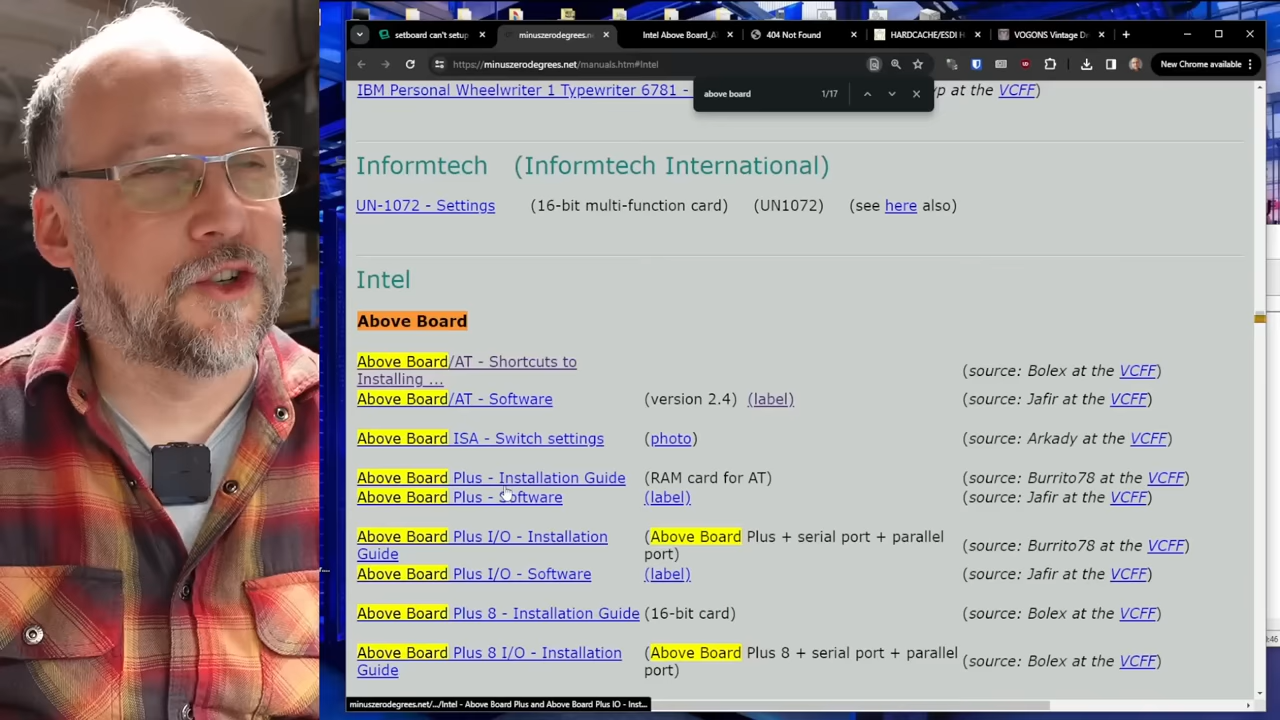 setboard can't setup
minuszerodegrees.ne
Intel Above Board_A
404 Not Found
HARDCACHE/ESDI H
VOGONS Vintage D
https://minuszerodegrees.net/manuals.htm#Intel
New Chrome available
above board 1/17
IBM Personal Wheelwriter 1 Typewriter 6781 - yp at the VCFF)
Informtech (Informtech International)
UN-1072 - Settings (16-bit multi-function card) (UN1072) (see here also)
Intel
Above Board
Above Board/AT - Shortcuts to
Installing ... (source: Bolex at the VCFF)
Above Board/AT - Software (version 2.4) (label) (source: Jafir at the VCFF)
Above Board ISA - Switch settings (photo) (source: Arkady at the VCFF)
Above Board Plus - Installation Guide (RAM card for AT) (source: Burrito78 at the VCFF)
Above Board Plus - Software (label) (source: Jafir at the VCFF)
Above Board Plus I/O - Installation
Guide (Above Board Plus + serial port + parallel
port) (source: Burrito78 at the VCFF)
Above Board Plus I/O - Software (label) (source: Jafir at the VCFF)
Above Board Plus 8 - Installation Guide (16-bit card) (source: Bolex at the VCFF)
Above Board Plus 8 I/O - Installation
Guide (Above Board Plus 8 + serial port + parallel
port) (source: Bolex at the VCFF)
minuszerodegrees.net/.../Intel - Above Board Plus and Above Board Plus IO - Inst...